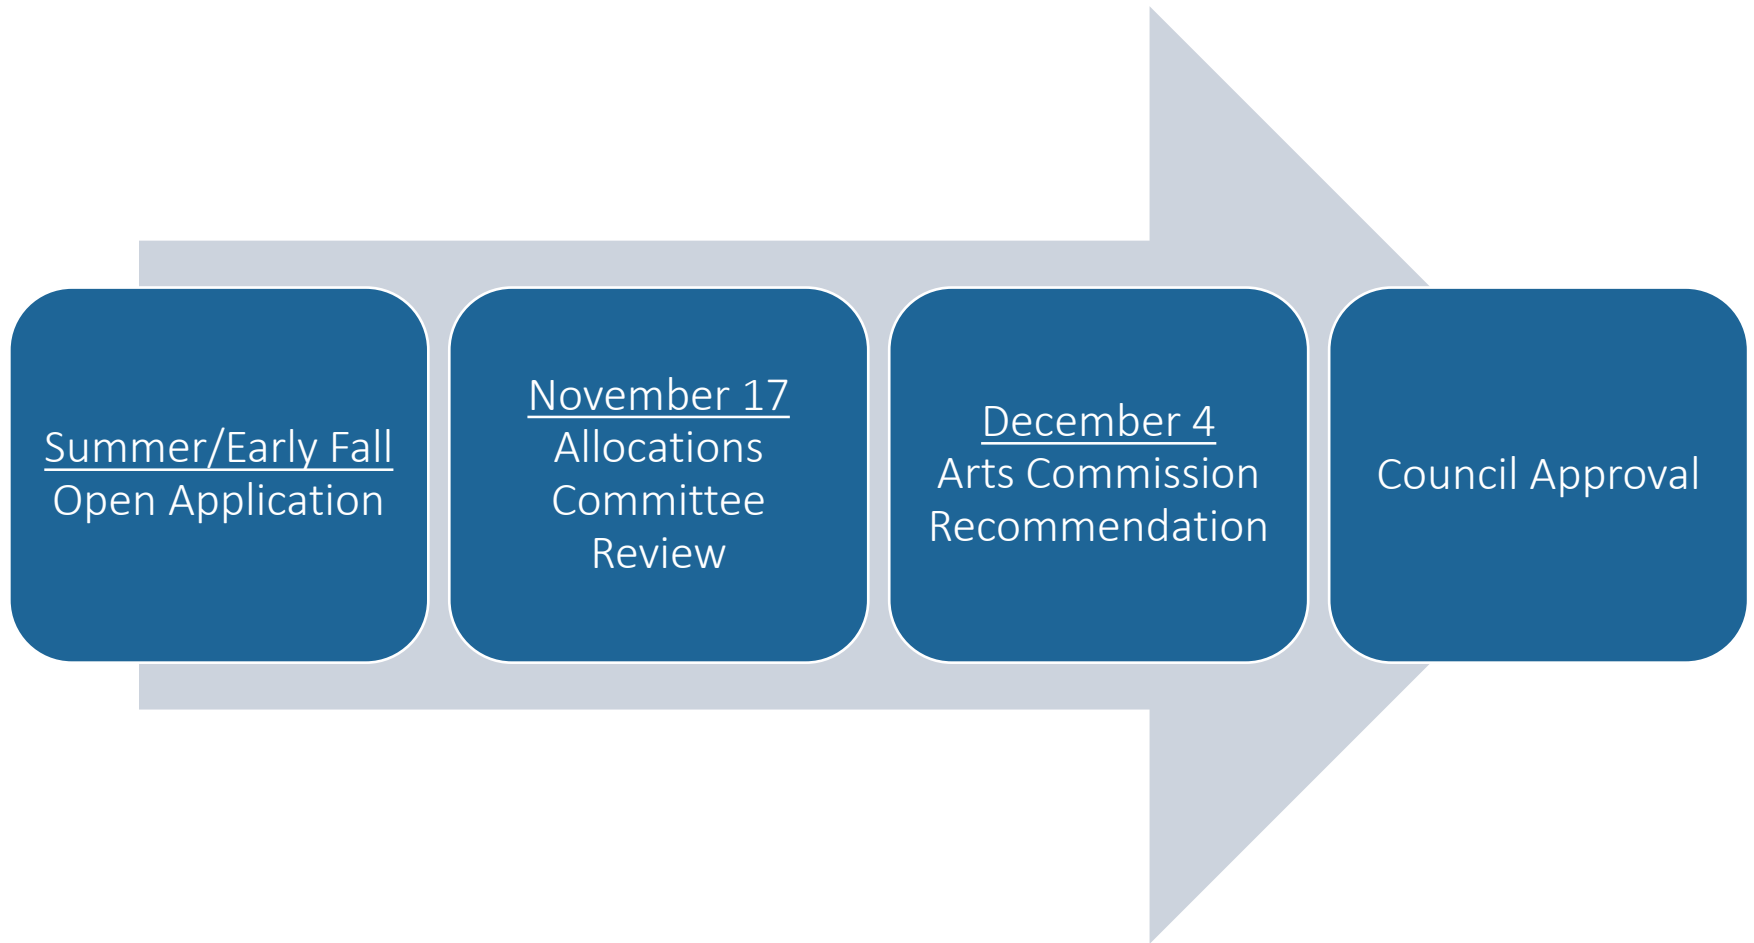 Summer/Early Fall
Open Application
November 17
Allocations
Committee
Review
December 4
Arts Commission
Recommendation
Council Approval